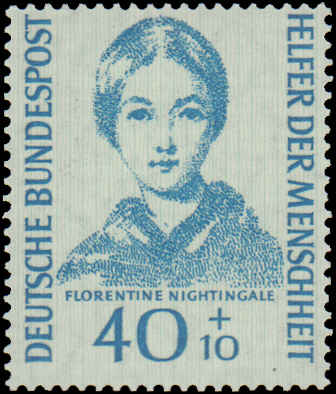 DEUTSCHE BUNDESPOST
HELFER DER MENSCHHEIT
FLORENTINE NIGHTINGALE
40 + 10